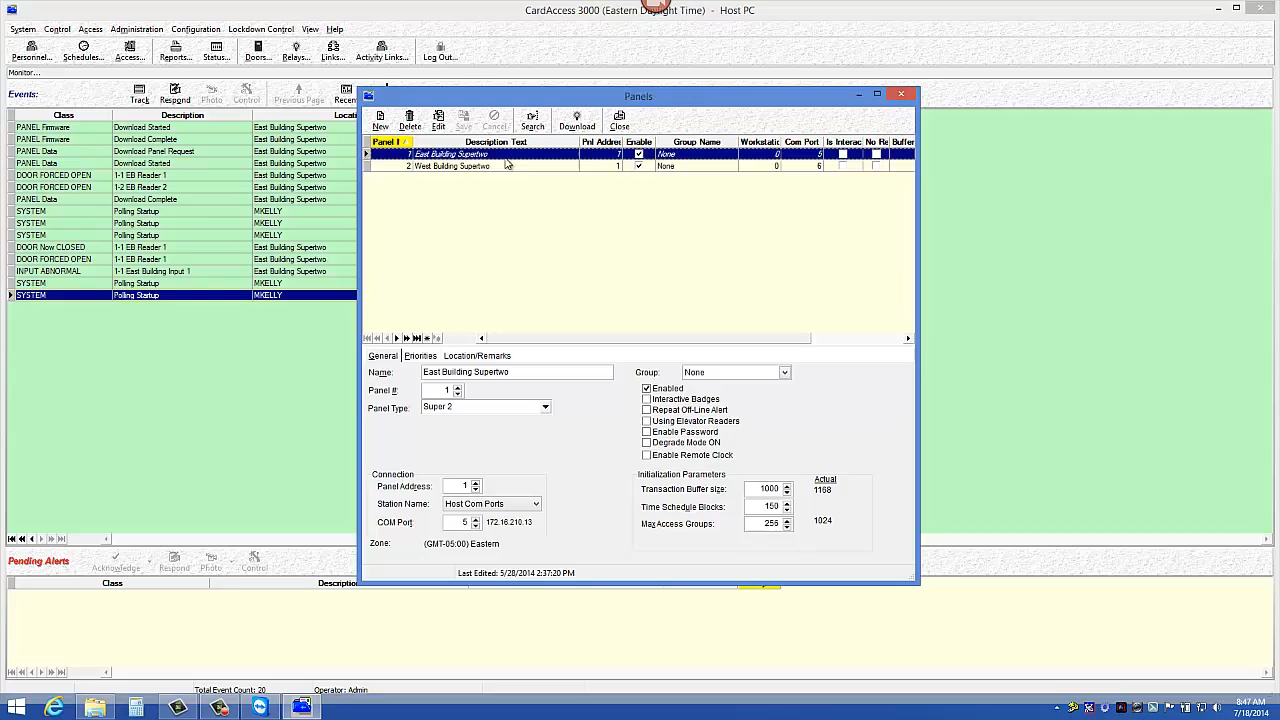 CardAccess 3000 (Eastern Daylight Time) - Host PC
System Control Access Administration Configuration Lockdown Control View Help
Personnel... Schedules... Access... Reports... Status... Doors... Relays... Links... Activity Links... Log Out...
Monitor...
Events:
Track Respond Photo Control Previous Page Recen
Class Description Locati
PANEL Firmware Download Started East Building Supertwo
PANEL Firmware Download Complete East Building Supertwo
PANEL Data Download Panel Request East Building Supertwo
PANEL Data Download Started East Building Supertwo
DOOR FORCED OPEN 1-1 EB Reader 1 East Building Supertwo
DOOR FORCED OPEN 1-2 EB Reader 2 East Building Supertwo
PANEL Data Download Complete East Building Supertwo
SYSTEM Polling Startup MKELLY
SYSTEM Polling Startup MKELLY
SYSTEM Polling Startup MKELLY
DOOR Now CLOSED 1-1 EB Reader 1 East Building Supertwo
DOOR FORCED OPEN 1-1 EB Reader 1 East Building Supertwo
INPUT ABNORMAL 1-1 East Building Input 1 East Building Supertwo
SYSTEM Polling Startup MKELLY
SYSTEM Polling Startup MKELLY
Panels
New Delete Edit Save Cancel Search Download Close
Panel # Description Text Pnl Addres Enable Group Name Workstatic Com Port Is Interac No Re Buffer
1 East Building Supertwo 1 None 0 5
2 West Building Supertwo 1 None 0 6
General Priorities Location/Remarks
Name: East Building Supertwo Group: None
Panel #: 1 Enabled
Panel Type: Super 2 Interactive Badges
Repeat Off-Line Alert
Using Elevator Readers
Enable Password
Degrade Mode ON
Enable Remote Clock
Connection Initialization Parameters Actual
Panel Address: 1 Transaction Buffer size: 1000 1168
Station Name: Host Com Ports Time Schedule Blocks: 150
COM Port: 5 172.16.210.13 Max Access Groups: 256 1024
Zone: (GMT-05:00) Eastern
Last Edited: 5/28/2014 2:37:20 PM
Pending Alerts
Acknowledge Respond Photo Control
Class Description
Total Event Count: 20 Operator: Admin
8:47 AM
7/18/2014